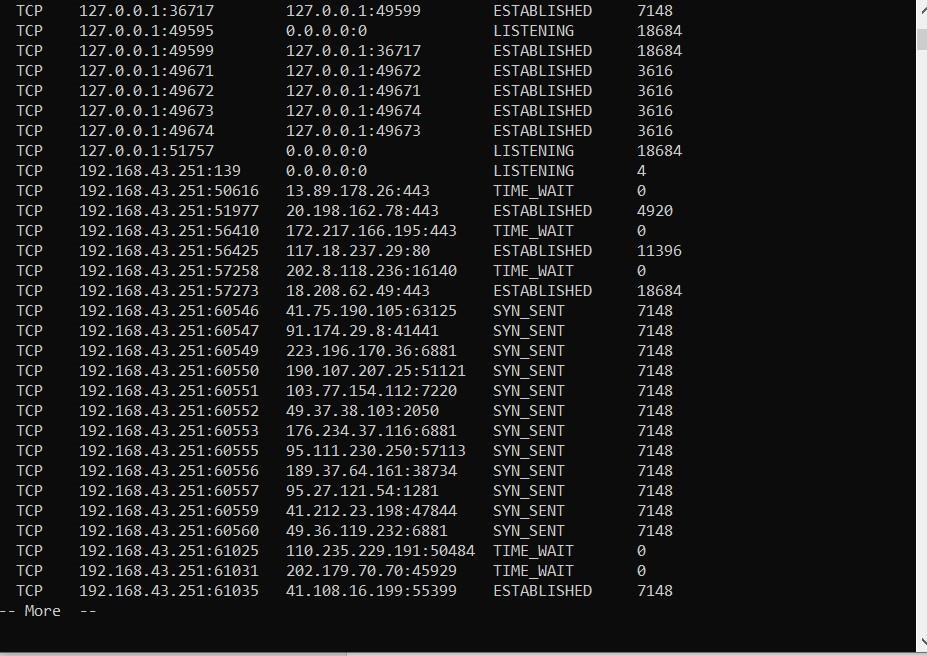 TCP 127.0.0.1:36717 127.0.0.1:49599 ESTABLISHED 7148
TCP 127.0.0.1:49595 0.0.0.0:0 LISTENING 18684
TCP 127.0.0.1:49599 127.0.0.1:36717 ESTABLISHED 18684
TCP 127.0.0.1:49671 127.0.0.1:49672 ESTABLISHED 3616
TCP 127.0.0.1:49672 127.0.0.1:49671 ESTABLISHED 3616
TCP 127.0.0.1:49673 127.0.0.1:49674 ESTABLISHED 3616
TCP 127.0.0.1:49674 127.0.0.1:49673 ESTABLISHED 3616
TCP 127.0.0.1:51757 0.0.0.0:0 LISTENING 18684
TCP 192.168.43.251:139 0.0.0.0:0 LISTENING 4
TCP 192.168.43.251:50616 13.89.178.26:443 TIME_WAIT 0
TCP 192.168.43.251:51977 20.198.162.78:443 ESTABLISHED 4920
TCP 192.168.43.251:56410 172.217.166.195:443 TIME_WAIT 0
TCP 192.168.43.251:56425 117.18.237.29:80 ESTABLISHED 11396
TCP 192.168.43.251:57258 202.8.118.236:16140 TIME_WAIT 0
TCP 192.168.43.251:57273 18.208.62.49:443 ESTABLISHED 18684
TCP 192.168.43.251:60546 41.75.190.105:63125 SYN_SENT 7148
TCP 192.168.43.251:60547 91.174.29.8:41441 SYN_SENT 7148
TCP 192.168.43.251:60549 223.196.170.36:6881 SYN_SENT 7148
TCP 192.168.43.251:60550 190.107.207.25:51121 SYN_SENT 7148
TCP 192.168.43.251:60551 103.77.154.112:7220 SYN_SENT 7148
TCP 192.168.43.251:60552 49.37.38.103:2050 SYN_SENT 7148
TCP 192.168.43.251:60553 176.234.37.116:6881 SYN_SENT 7148
TCP 192.168.43.251:60555 95.111.230.250:57113 SYN_SENT 7148
TCP 192.168.43.251:60556 189.37.64.161:38734 SYN_SENT 7148
TCP 192.168.43.251:60557 95.27.121.54:1281 SYN_SENT 7148
TCP 192.168.43.251:60559 41.212.23.198:47844 SYN_SENT 7148
TCP 192.168.43.251:60560 49.36.119.232:6881 SYN_SENT 7148
TCP 192.168.43.251:61025 110.235.229.191:50484 TIME_WAIT 0
TCP 192.168.43.251:61031 202.179.70.70:45929 TIME_WAIT 0
TCP 192.168.43.251:61035 41.108.16.199:55399 ESTABLISHED 7148
-- More --